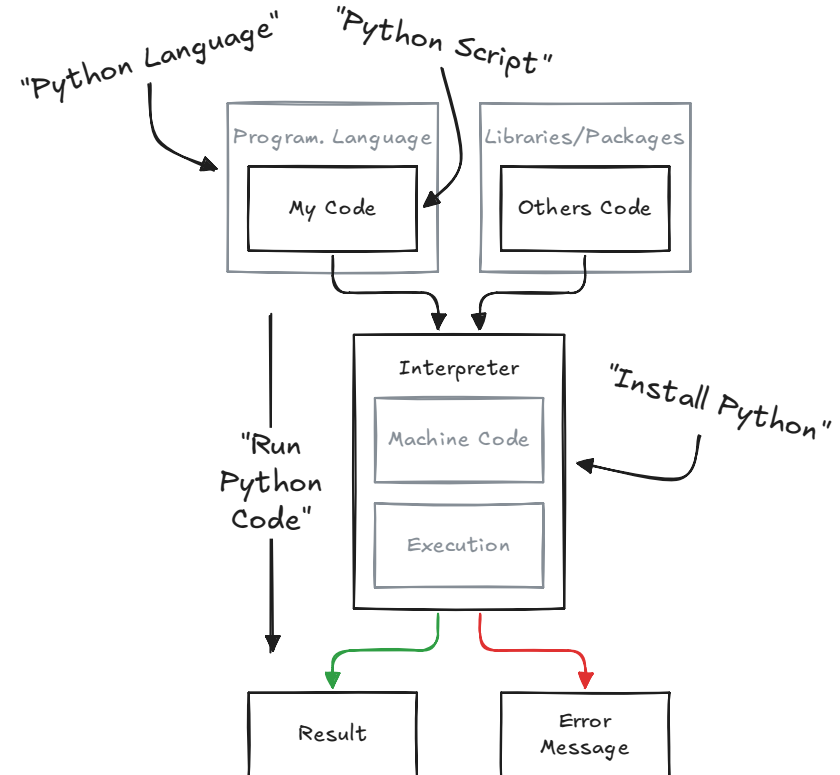 "Python Language"
"Python Script"
Program. Language
Libraries/Packages
My Code
Others Code
Interpreter
"Install Python"
Machine Code
"Run
Python
Code"
Execution
Result
Error
Message